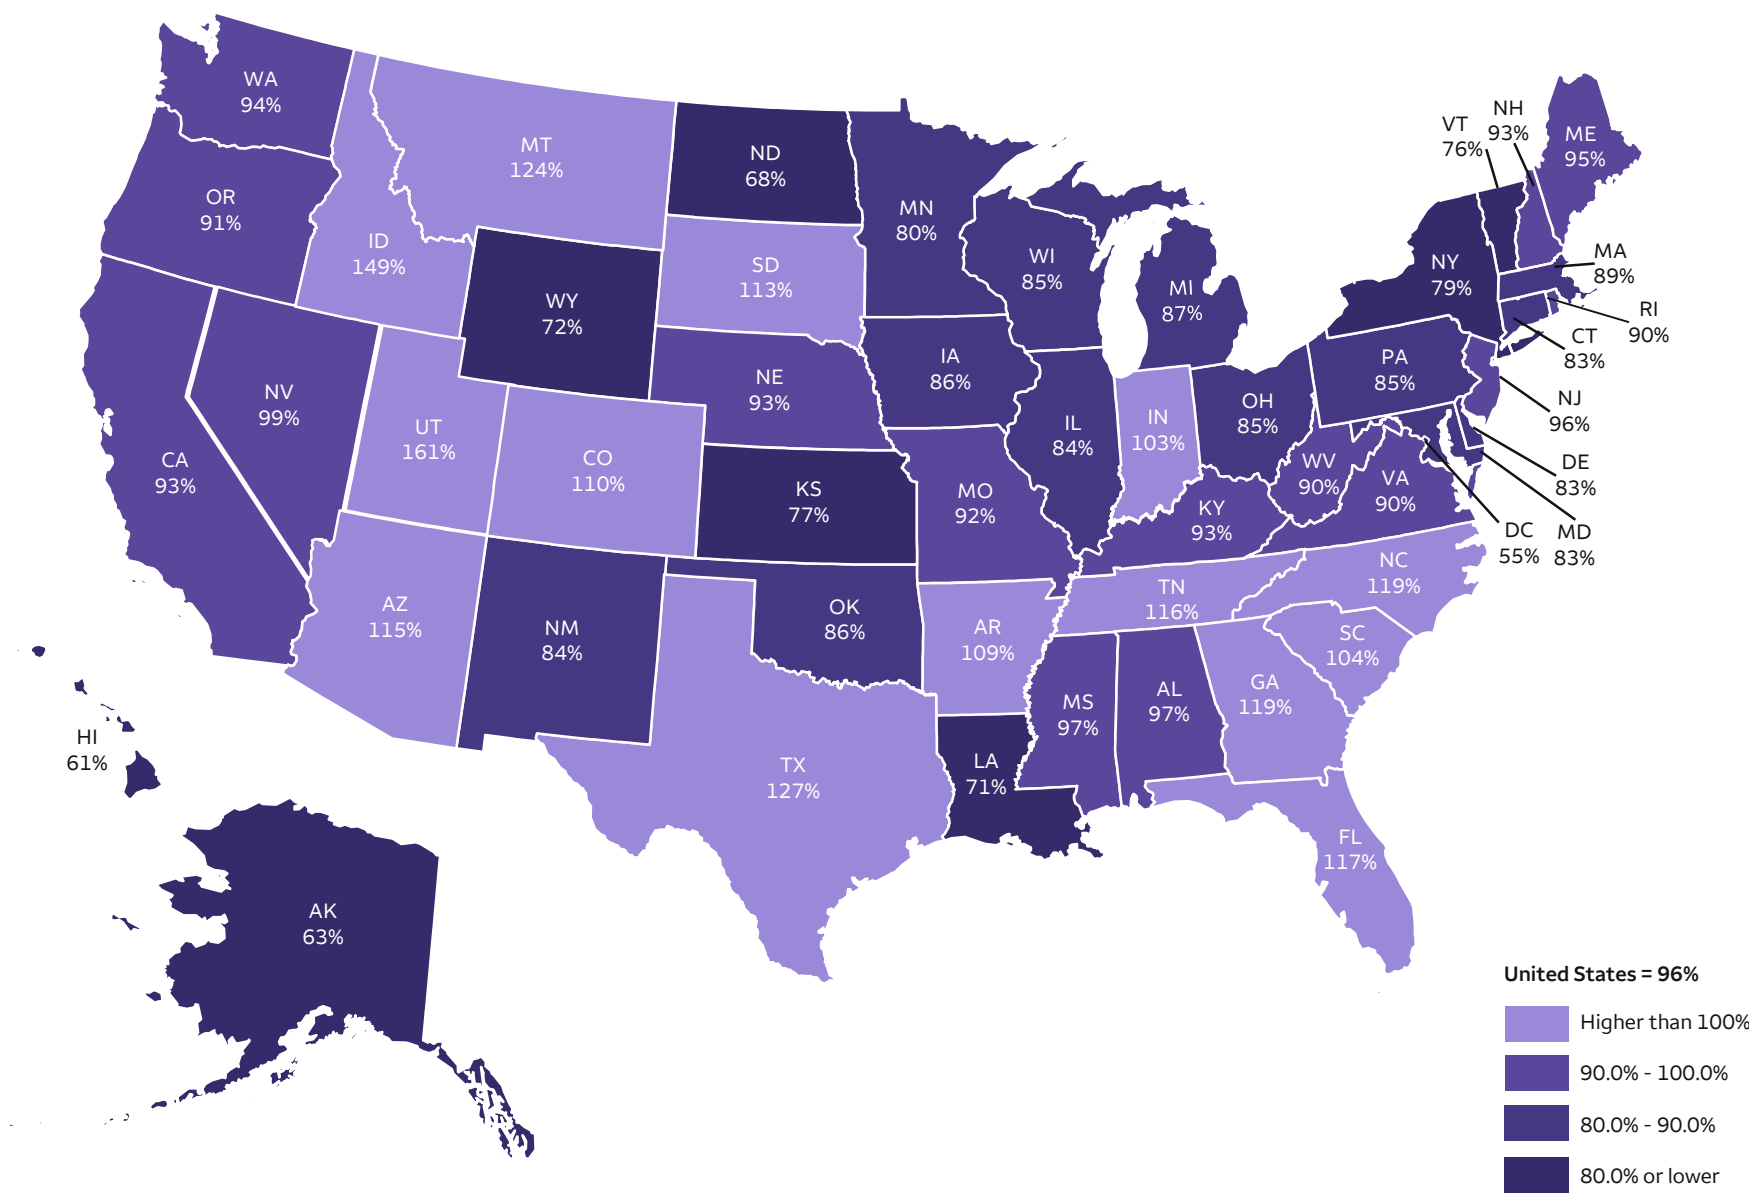 WA
94%
OR
91%
CA
93%
NV
99%
ID
149%
MT
124%
WY
72%
UT
161%
CO
110%
AZ
115%
NM
84%
ND
68%
SD
113%
NE
93%
KS
77%
OK
86%
TX
127%
MN
80%
IA
86%
MO
92%
AR
109%
LA
71%
WI
85%
IL
84%
MI
87%
IN
103%
OH
85%
KY
93%
TN
116%
MS
97%
AL
97%
GA
119%
FL
117%
SC
104%
NC
119%
VA
90%
WV
90%
PA
85%
NY
79%
VT
76%
NH
93%
ME
95%
MA
89%
RI
90%
CT
83%
NJ
96%
DE
83%
MD
83%
DC
55%
HI
61%
AK
63%
United States = 96%
Higher than 100%
90.0% - 100.0%
80.0% - 90.0%
80.0% or lower